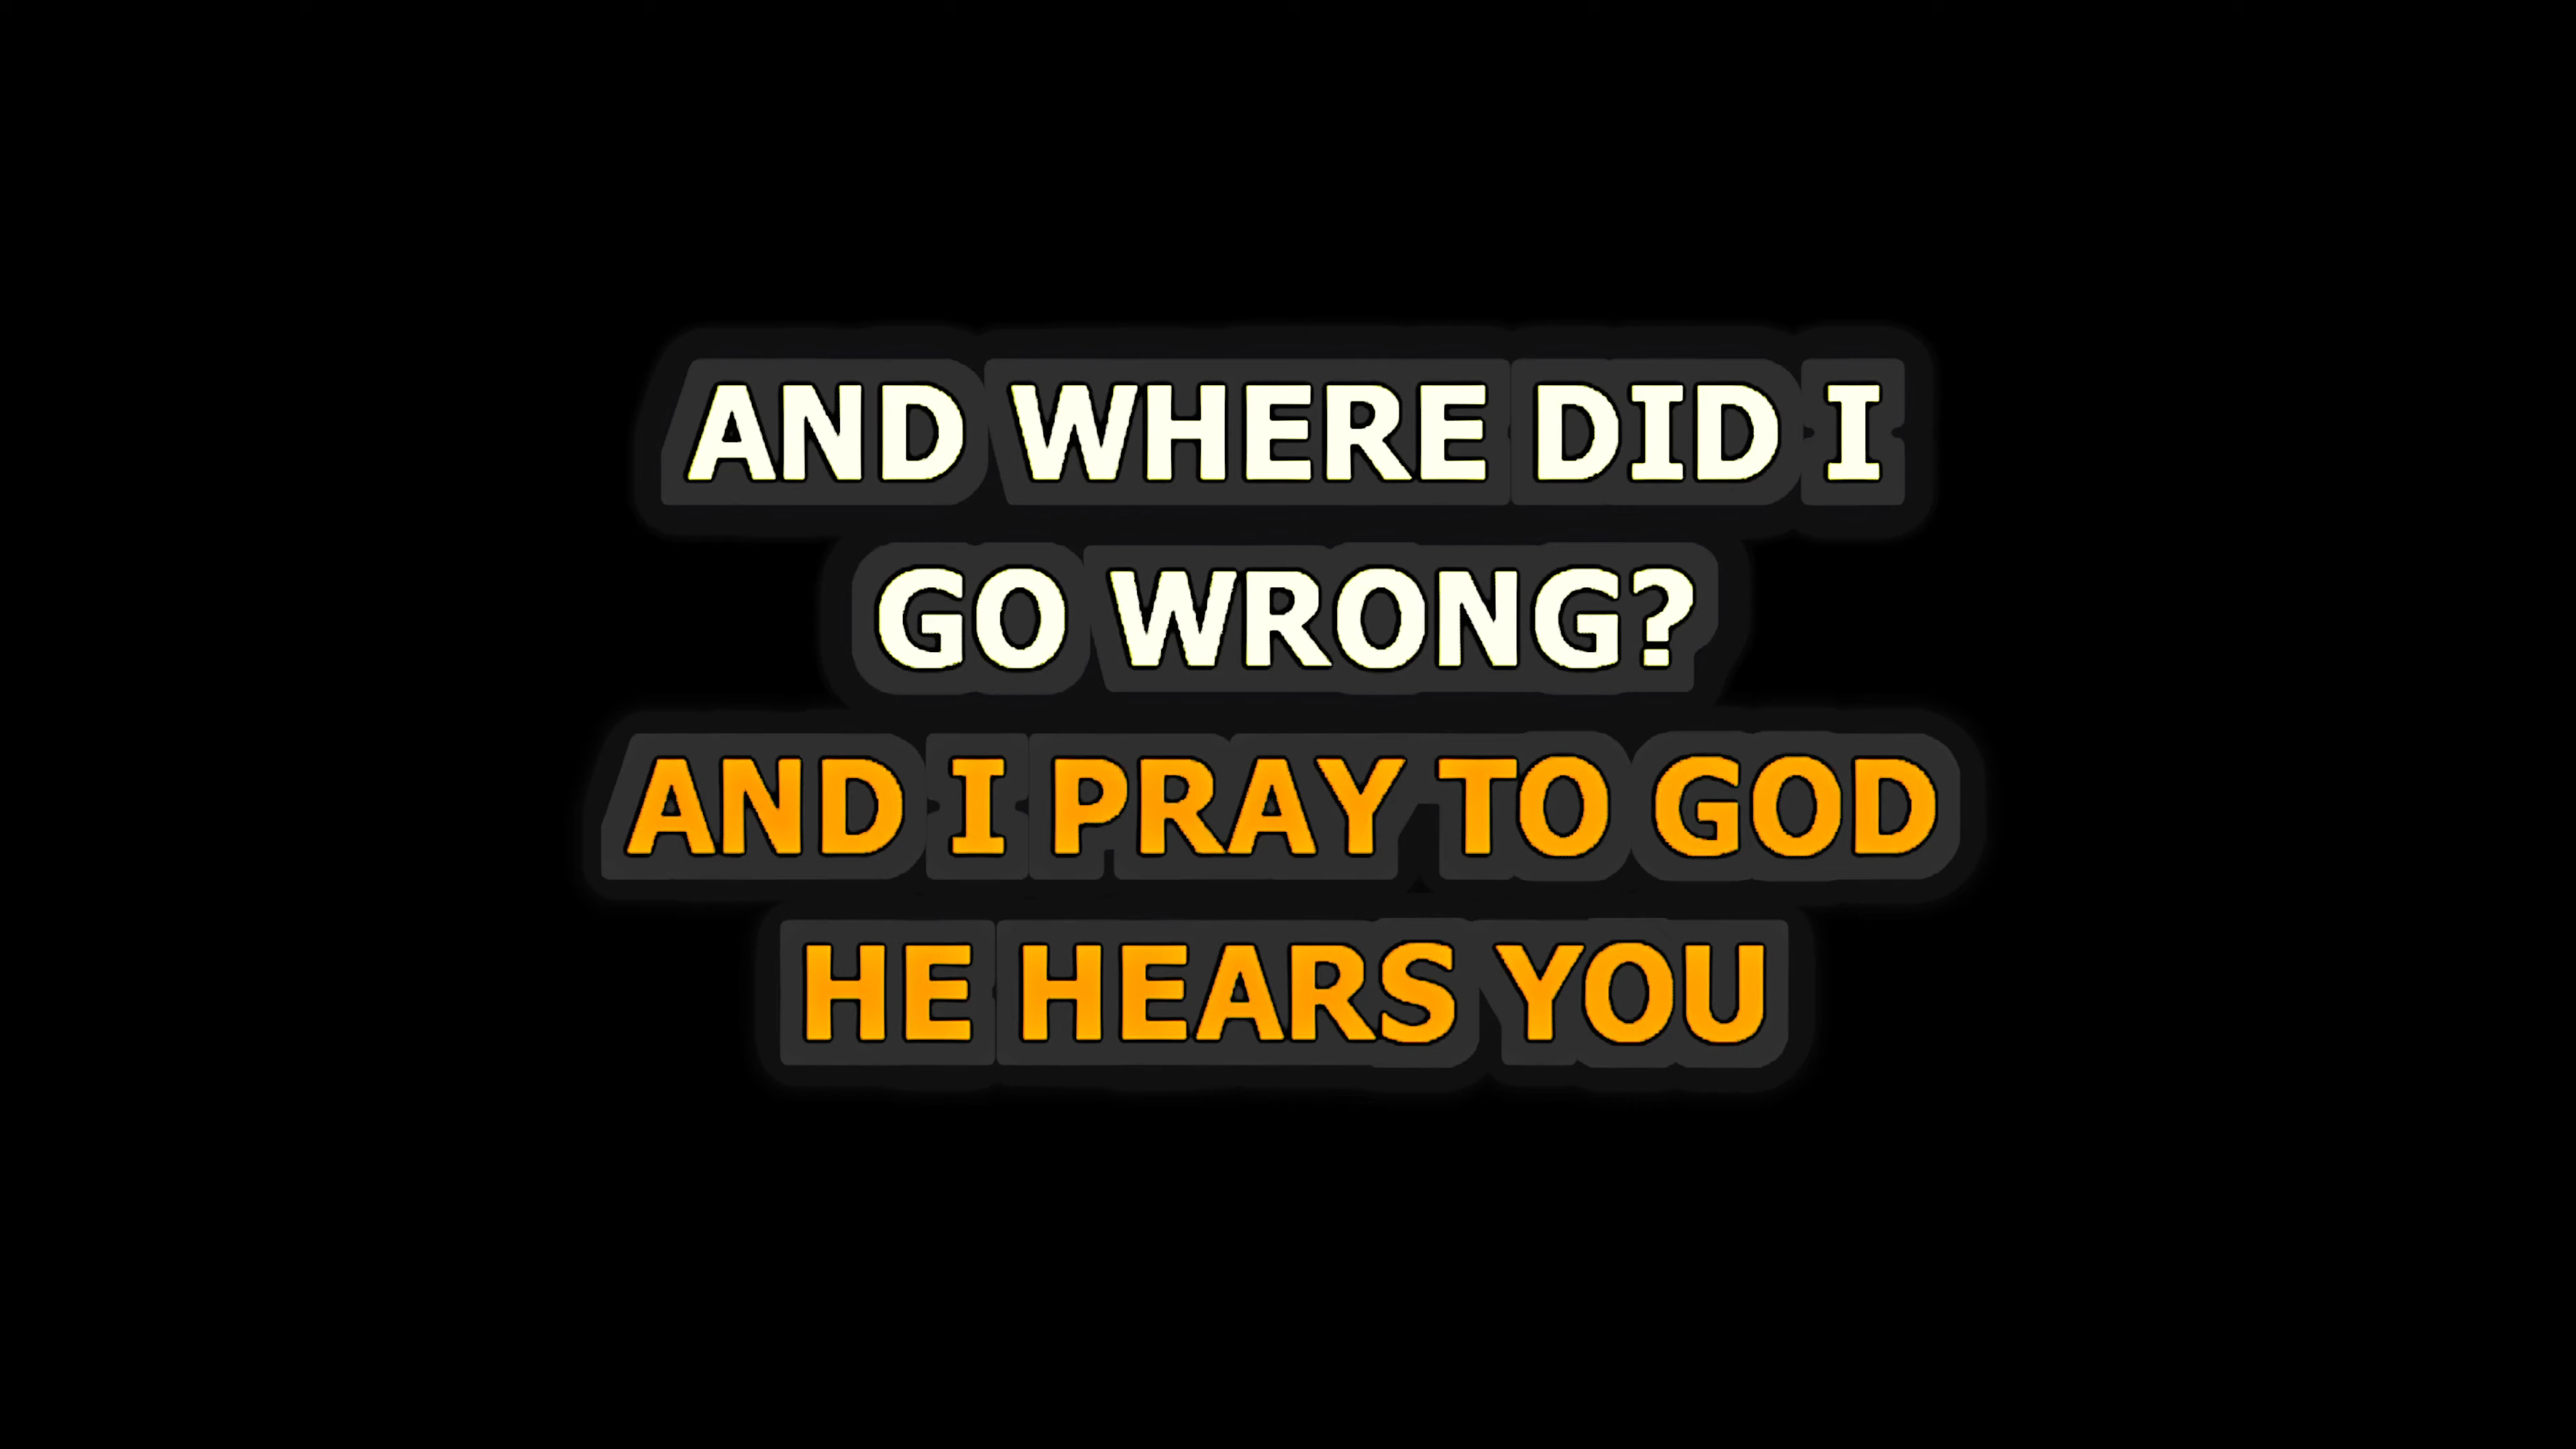 AND WHERE DID I
GO WRONG?
AND I PRAY TO GOD
HE HEARS YOU